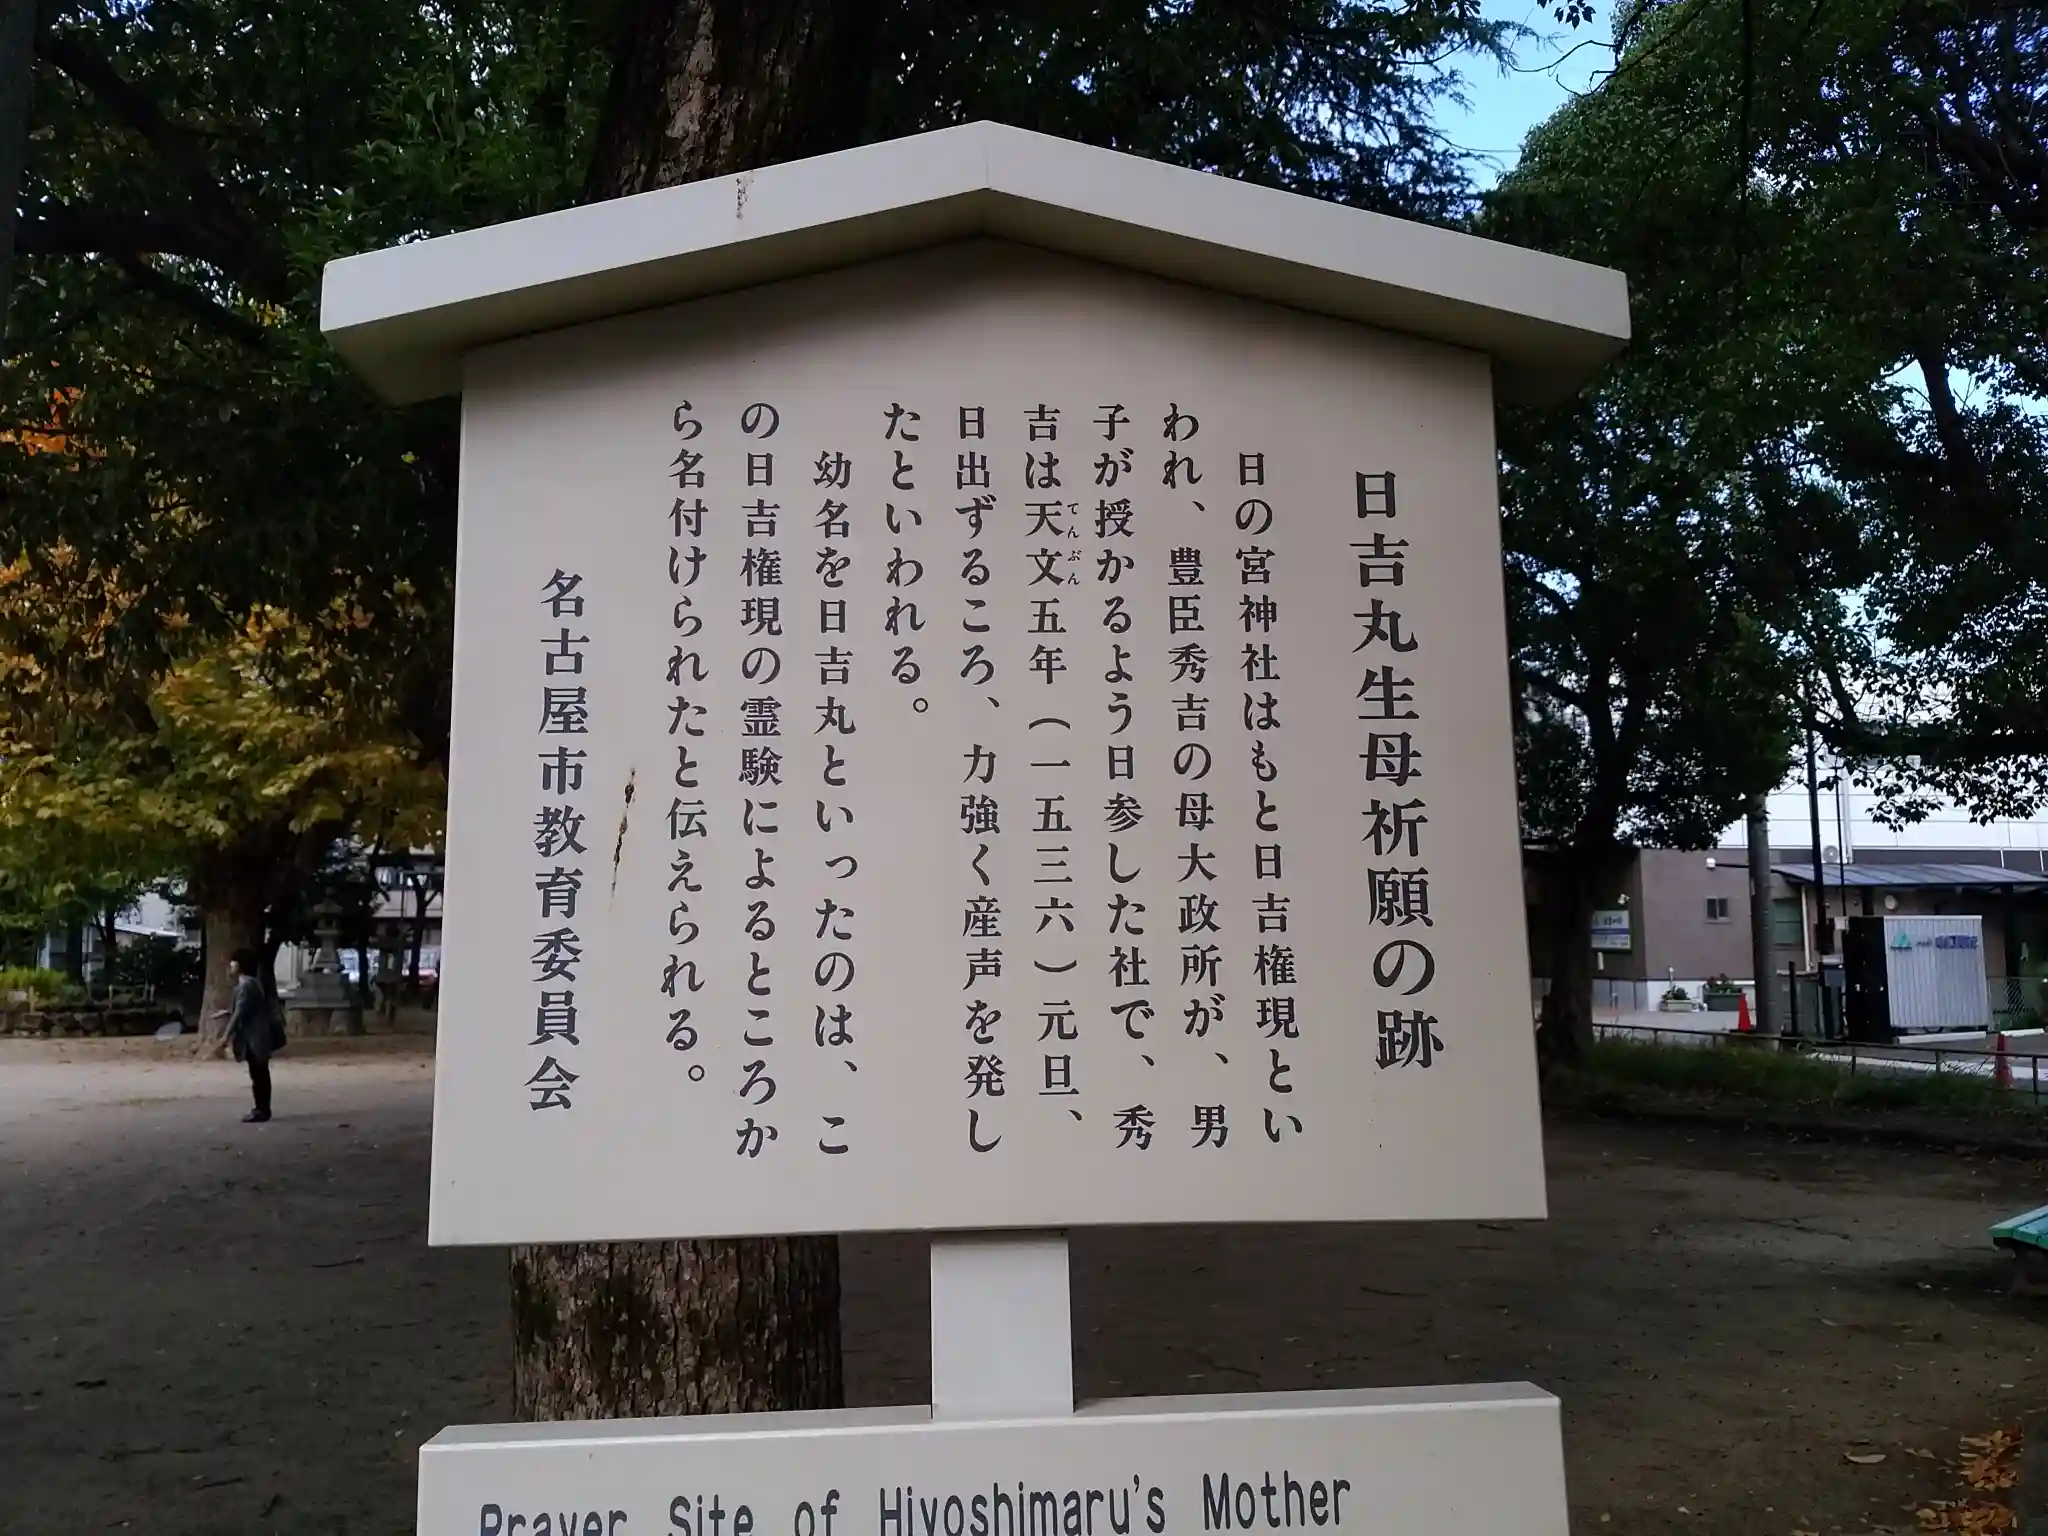 日吉丸生母祈願の跡
日の宮神社はもと日吉権現とい
われ、豊臣秀吉の母大政所が、男
子が授かるよう日参した社で、秀
吉は天文五年（一五三六）元旦、
てんぶん
日出ずるころ、力強く産声を発し
たといわれる。
幼名を日吉丸といったのは、こ
の日吉権現の霊験によるところか
ら名付けられたと伝えられる。
名古屋市教育委員会
Prayer Site of Hiyoshimaru's Mother